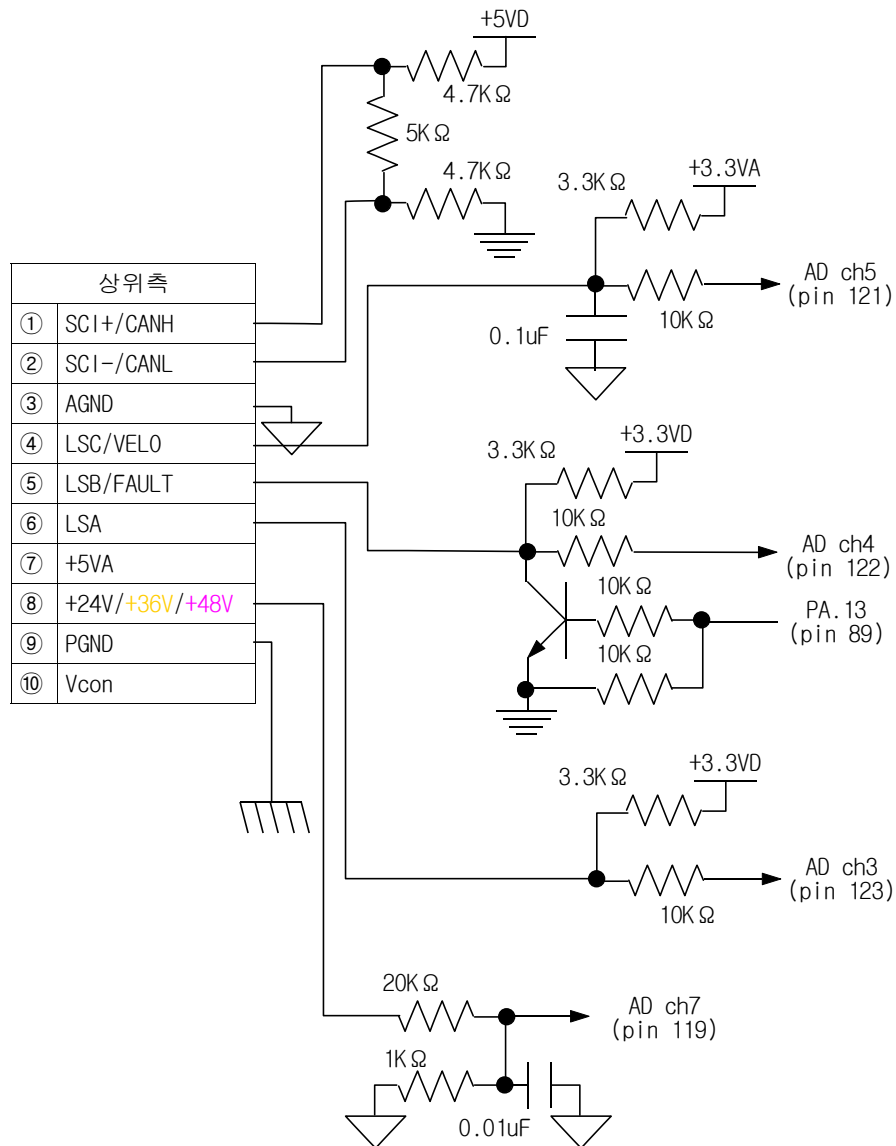 +5VD
4.7KΩ
5KΩ
4.7KΩ
+3.3VA
3.3KΩ
AD ch5
(pin 121)
10KΩ
0.1uF
상위측
① SCI+/CANH
② SCI-/CANL
③ AGND
④ LSC/VELO
⑤ LSB/FAULT
⑥ LSA
⑦ +5VA
⑧ +24V/+36V/+48V
⑨ PGND
⑩ Vcon
+3.3VD
3.3KΩ
10KΩ
AD ch4
(pin 122)
10KΩ
PA.13
(pin 89)
10KΩ
+3.3VD
3.3KΩ
AD ch3
(pin 123)
10KΩ
20KΩ
AD ch7
(pin 119)
1KΩ
0.01uF